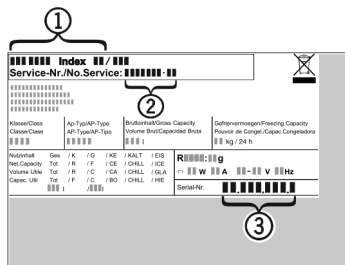 1
Index /
Service-Nr./No.Service: -
2
Klasse/Class
Classe/Clase
Ap-Typ/AP-Type
AP-Type/AP-Tipo
Bruttoinhalt/Gross Capacity
Volume Brut/Capacidad Bruta
l
Gefriervermoegen/Freezing Capacity
Pouvoir de Congel./Capac.Congeladora
kg / 24 h
Nutzinhalt Ges / K / G / KE / KALT / EIS
Net Capacity Tot / R / F / CE / CHILL / ICE
Volume Utile Tot / R / C / CA / CHILL / GLA
Capac. Util Tot / F / C / BO / CHILL / HIE
l / l
R : g
W A - V Hz
Serial-Nr. . . .
3